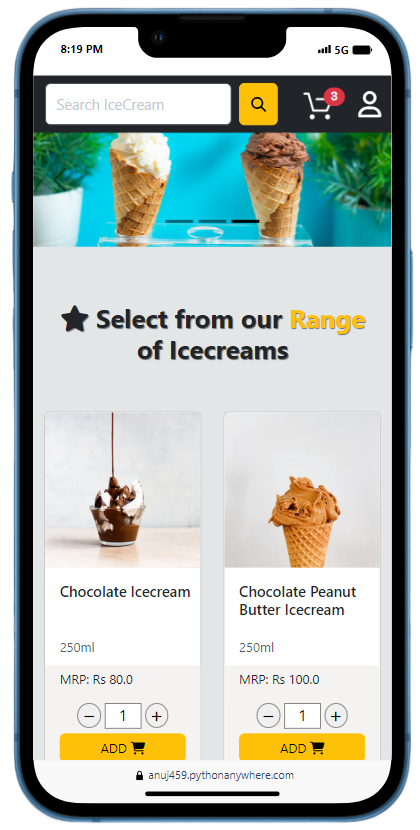 8:19 PM 5G
Search IceCream
3
Select from our Range
of Icecreams
Chocolate Icecream
250ml
MRP: Rs 80.0
1
ADD
Chocolate Peanut
Butter Icecream
250ml
MRP: Rs 100.0
1
ADD
anuj459.pythonanywhere.com